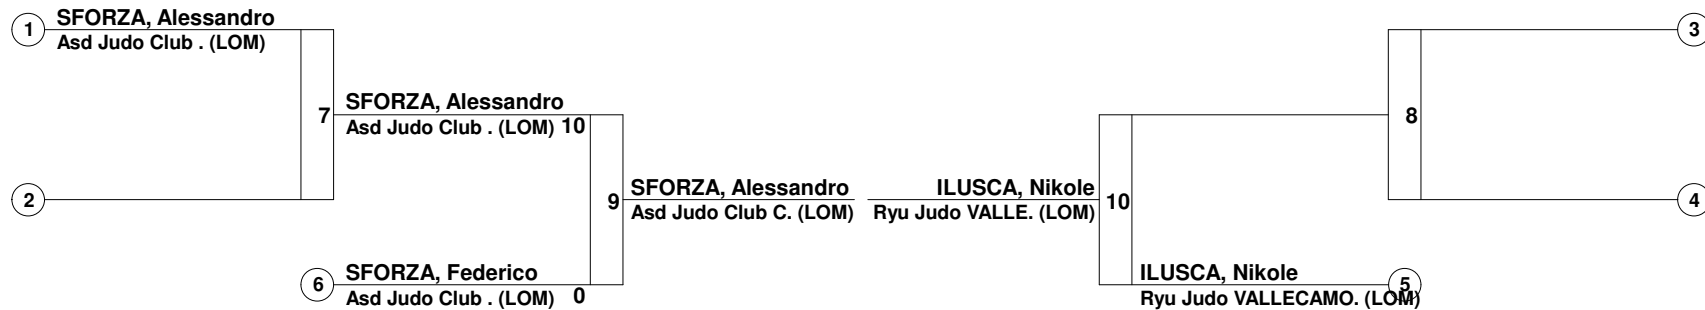 1
SFORZA, Alessandro
Asd Judo Club . (LOM)
2
7
SFORZA, Alessandro
Asd Judo Club . (LOM) 10
6
SFORZA, Federico
Asd Judo Club . (LOM) 0
9
SFORZA, Alessandro
Asd Judo Club C. (LOM)
ILUSCA, Nikole
Ryu Judo VALLE. (LOM)
10
ILUSCA, Nikole
Ryu Judo VALLECAMO. (LOM)
5
8
3
4